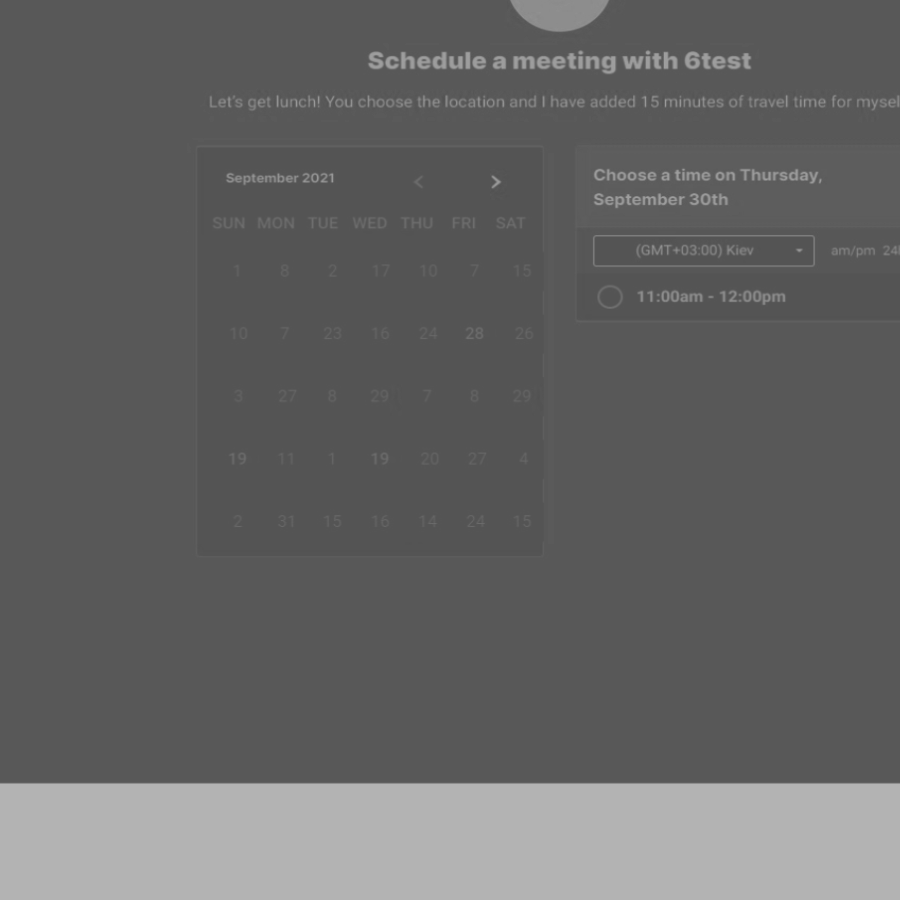 Schedule a meeting with 6test
Let's get lunch! You choose the location and I have added 15 minutes of travel time for
September 2021
SUN MON TUE WED THU FRI SAT
1 8 2 17 10 7 15
10 7 23 16 24 28 26
3 27 8 29 7 8 29
19 11 1 19 20 27 4
2 31 15 16 14 24 15
Choose a time on Thursday,
September 30th
(GMT+03:00) Kiev
am/pm
11:00am - 12:00pm